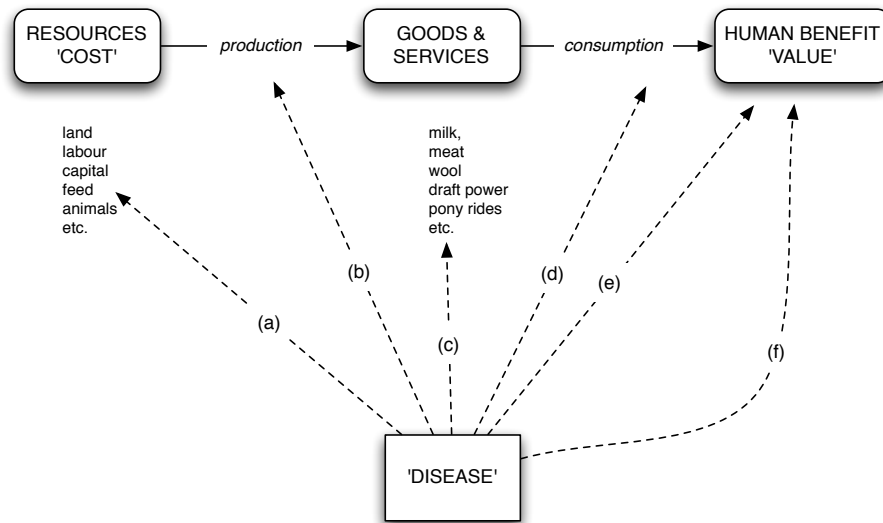 RESOURCES
'COST'
production
GOODS &
SERVICES
consumption
HUMAN BENEFIT
'VALUE'
land
labour
capital
feed
animals
etc.
milk,
meat
wool
draft power
pony rides
etc.
(a)
(b)
(c)
(d)
(e)
(f)
'DISEASE'